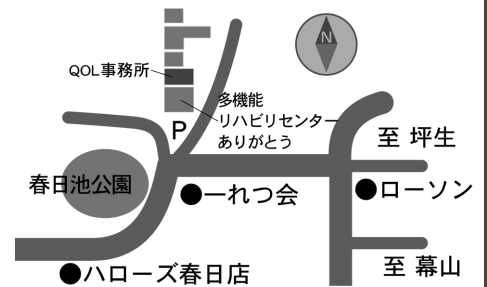 N
QOL事務所
多機能
リハビリセンター
ありがとう
P
至 坪生
春日池公園
●一れつ会
●ローソン
至 幕山
●ハローズ春日店